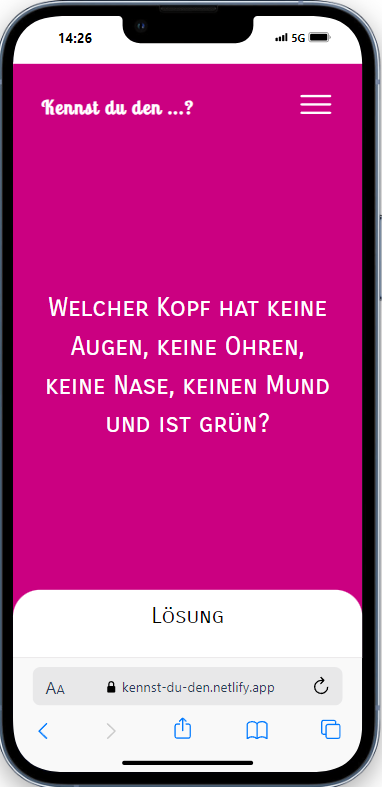 14:26 5G
Kennst du den ...?
Welcher Kopf hat keine
Augen, keine Ohren,
keine Nase, keinen Mund
und ist grün?
Lösung
AA kennst-du-den.netlify.app